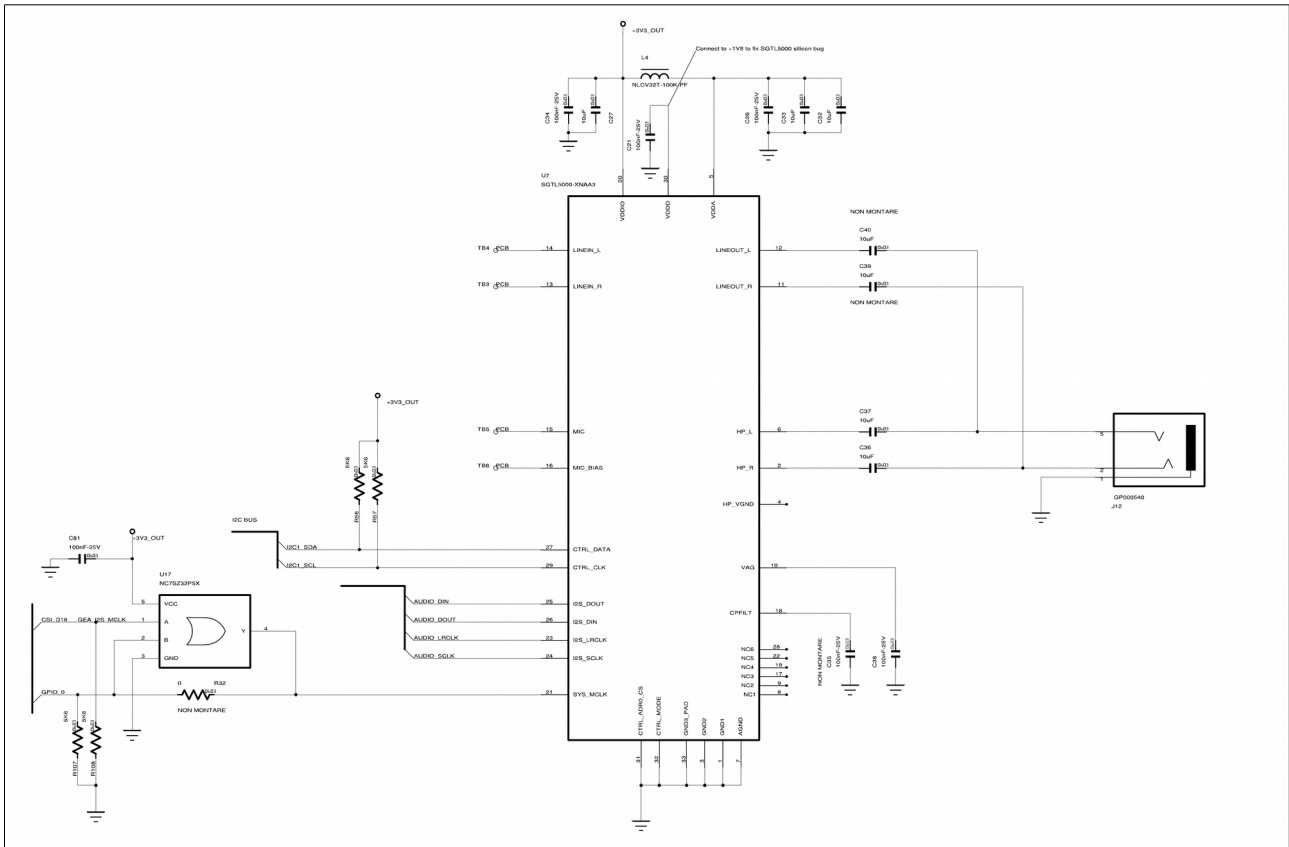 +3V3_OUT
Connect to +1V8 to fix SGTL5000 silicon bug
L4
NLCV32T-100K-PF
C34
100nF-25V
10uF
C27
C21
100nF-25V
C26
100nF-25V
C33
10uF
C32
10uF
U7
SGTL5000-XNAA3
20
30
5
VDDIO
VDDD
VDDA
NON MONTARE
C40
10uF
TB4 PCB
14
LINEIN_L
LINEOUT_L
12
C39
10uF
TB3 PCB
13
LINEIN_R
LINEOUT_R
11
NON MONTARE
+3V3_OUT
C37
10uF
TB5 PCB
15
MIC
HP_L
6
5
C36
10uF
TB6 PCB
16
MIC_BIAS
HP_R
2
2
1
5K6
5K6
R56
R57
HP_VGND
4
GP000540
J12
I2C BUS
I2C1_SDA
27
CTRL_DATA
I2C1_SCL
29
CTRL_CLK
VAG
10
C81
100nF-25V
+3V3_OUT
U17
NC7SZ32P5X
AUDIO_DIN
25
I2S_DOUT
AUDIO_DOUT
26
I2S_DIN
CPFILT
18
AUDIO_LRCLK
23
I2S_LRCLK
AUDIO_SCLK
24
I2S_SCLK
5
VCC
CSI_D18
GEA_I2S_MCLK
1
A
2
B
3
GND
Y
4
NON MONTARE
C35
100nF-25V
C38
100nF-25V
NC6
28
NC5
22
NC4
19
NC3
17
NC2
9
NC1
8
GPIO_0
0
R32
NON MONTARE
21
SYS_MCLK
5K6
5K6
R107
R108
CTRL_ADR0_CS
CTRL_MODE
GND3_PAD
GND2
GND1
AGND
31
32
33
3
1
7